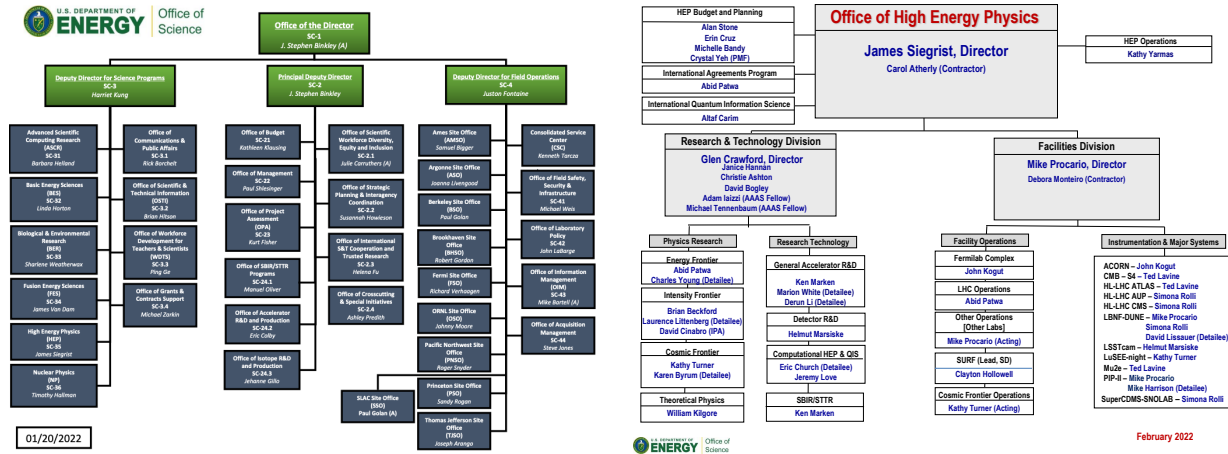 U.S. DEPARTMENT OF
ENERGY
Office of
Science
Office of the Director
SC-1
J. Stephen Binkley (A)
Deputy Director for Science Programs
SC-3
Harriet Kung
Principal Deputy Director
SC-2
J. Stephen Binkley
Deputy Director for Field Operations
SC-4
Juston Fontaine
Advanced Scientific
Computing Research
(ASCR)
SC-31
Barbara Helland
Basic Energy Sciences
(BES)
SC-32
Linda Horton
Biological & Environmental
Research
(BER)
SC-33
Sharlene Weatherwax
Fusion Energy Sciences
(FES)
SC-34
James Van Dam
High Energy Physics
(HEP)
SC-35
James Siegrist
Nuclear Physics
(NP)
SC-36
Timothy Hallman
Office of
Communications &
Public Affairs
SC-3.1
Rick Borchelt
Office of Scientific &
Technical Information
(OSTI)
SC-3.2
Brian Hitson
Office of Workforce
Development for
Teachers & Scientists
(WDTS)
SC-3.3
Ping Ge
Office of Grants &
Contracts Support
SC-3.4
Michael Zarkin
Office of Budget
SC-21
Kathleen Klausing
Office of Management
SC-22
Paul Shlesinger
Office of Project
Assessment
(OPA)
SC-23
Kurt Fisher
Office of SBIR/STTR
Programs
SC-24.1
Manuel Oliver
Office of Accelerator
R&D and Production
SC-24.2
Eric Colby
Office of Isotope R&D
and Production
SC-24.3
Jehanne Gillo
Office of Scientific
Workforce Diversity,
Equity and Inclusion
SC-2.1
Julie Carruthers (A)
Office of Strategic
Planning & Interagency
Coordination
SC-2.2
Susannah Howieson
Office of International
S&T Cooperation and
Trusted Research
SC-2.3
Helena Fu
Office of Crosscutting
& Special Initiatives
SC-2.4
Ashley Predith
Ames Site Office
(AMSO)
Samuel Bigger
Argonne Site Office
(ASO)
Joanna Livengood
Berkeley Site Office
(BSO)
Paul Golan
Brookhaven Site
Office
(BHSO)
Robert Gordon
Fermi Site Office
(FSO)
Richard Verhaagen
ORNL Site Office
(OSO)
Johnny Moore
Pacific Northwest Site
Office
(PNSO)
Roger Snyder
Princeton Site Office
(PSO)
Sandy Rogan
Thomas Jefferson Site
Office
(TJSO)
Joseph Arango
SLAC Site Office
(SSO)
Paul Golan (A)
Consolidated Service
Center
(CSC)
Kenneth Tarcza
Office of Field Safety,
Security &
Infrastructure
SC-41
Michael Weis
Office of Laboratory
Policy
SC-42
John LaBarge
Office of Information
Management
(OIM)
SC-43
Mike Bartell (A)
Office of Acquisition
Management
SC-44
Steve Jones
01/20/2022
HEP Budget and Planning
Alan Stone
Erin Cruz
Michelle Bandy
Crystal Yeh (PMF)
International Agreements Program
Abid Patwa
International Quantum Information Science
Altaf Carim
Office of High Energy Physics
James Siegrist, Director
Carol Atherly (Contractor)
HEP Operations
Kathy Yarmas
Research & Technology Division
Glen Crawford, Director
Janice Hannan
Christie Ashton
David Bogley
Adam Iaizzi (AAAS Fellow)
Michael Tennenbaum (AAAS Fellow)
Facilities Division
Mike Procario, Director
Debora Monteiro (Contractor)
Physics Research
Energy Frontier
Abid Patwa
Charles Young (Detailee)
Intensity Frontier
Brian Beckford
Laurence Littenberg (Detailee)
David Cinabro (IPA)
Cosmic Frontier
Kathy Turner
Karen Byrum (Detailee)
Theoretical Physics
William Kilgore
Research Technology
General Accelerator R&D
Ken Marken
Marion White (Detailee)
Derun Li (Detailee)
Detector R&D
Helmut Marsiske
Computational HEP & QIS
Eric Church (Detailee)
Jeremy Love
SBIR/STTR
Ken Marken
Facility Operations
Fermilab Complex
John Kogut
LHC Operations
Abid Patwa
Other Operations
[Other Labs]
Mike Procario (Acting)
SURF (Lead, SD)
Clayton Hollowell
Cosmic Frontier Operations
Kathy Turner (Acting)
Instrumentation & Major Systems
ACORN – John Kogut
CMB – S4 – Ted Lavine
HL-LHC ATLAS – Ted Lavine
HL-LHC AUP – Simona Rolli
HL-LHC CMS – Simona Rolli
LBNF-DUNE – Mike Procario
Simona Rolli
David Lissauer (Detailee)
LSSTcam – Helmut Marsiske
LuSEE-night – Kathy Turner
Mu2e – Ted Lavine
PIP-II – Mike Procario
Mike Harrison (Detailee)
SuperCDMS-SNOLAB – Simona Rolli
U.S. DEPARTMENT OF
ENERGY
Office of
Science
February 2022